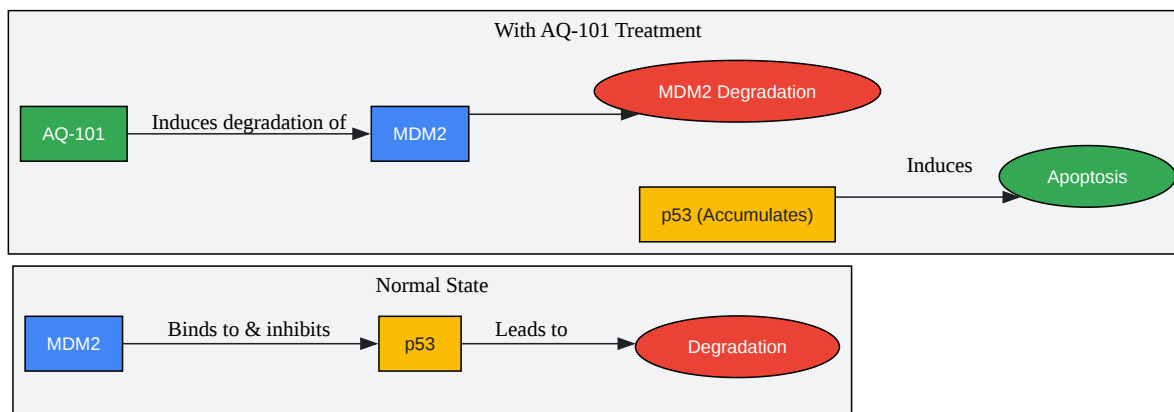 With AQ-101 Treatment
MDM2 Degradation
AQ-101
Induces degradation of
MDM2
Induces
Apoptosis
p53 (Accumulates)
Normal State
MDM2
Binds to & inhibits
p53
Leads to
Degradation